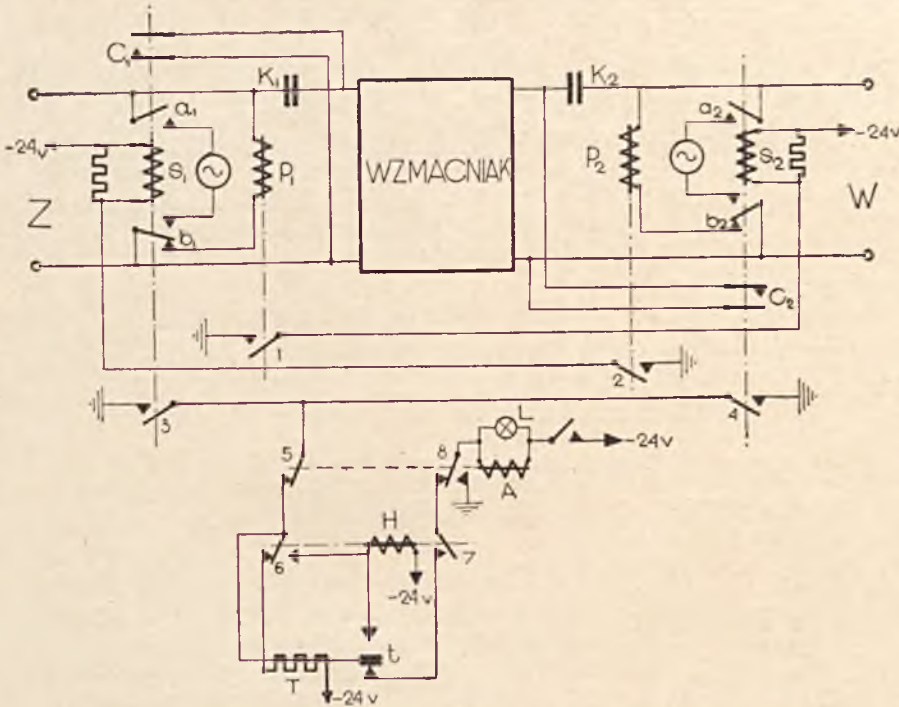 C₁
K₁
K₂
a₁
a₂
-24v
S₁
P₁
WZMACNIAK
P₂
S₂
-24v
Z
W
b₁
b₂
C₂
1
2
3
4
5
8
L
-24v
A
H
6
7
-24v
t
T
-24v